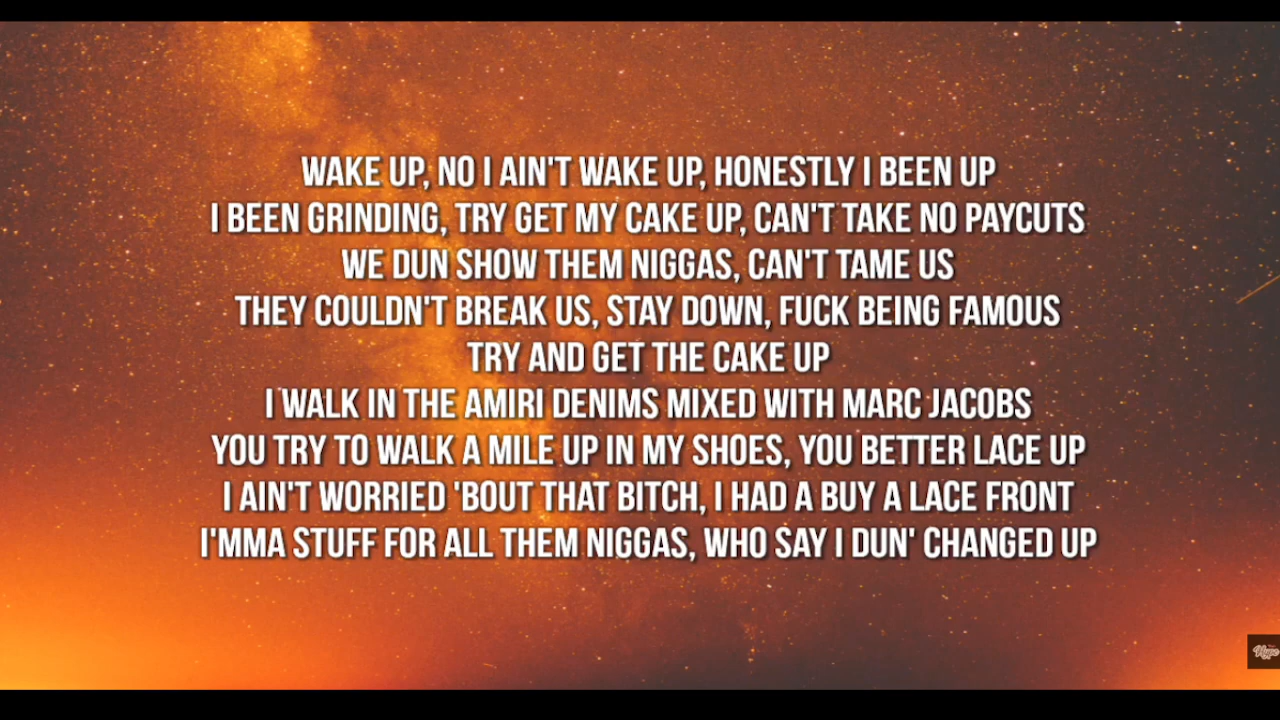 WAKE UP, NO I AIN'T WAKE UP, HONESTLY I BEEN UP
I BEEN GRINDING, TRY GET MY CAKE UP, CAN'T TAKE NO PAYCUTS
WE DUN SHOW THEM NIGGAS, CAN'T TAME US
THEY COULDN'T BREAK US, STAY DOWN, FUCK BEING FAMOUS
TRY AND GET THE CAKE UP
I WALK IN THE AMIRI DENIMS MIXED WITH MARC JACOBS
YOU TRY TO WALK A MILE UP IN MY SHOES, YOU BETTER LACE UP
I AIN'T WORRIED 'BOUT THAT BITCH, I HAD A BUY A LACE FRONT
I'MMA STUFF FOR ALL THEM NIGGAS, WHO SAY I DUN' CHANGED UP
Hype